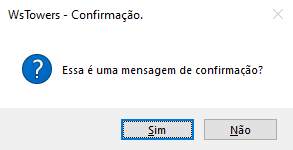 WsTowers - Confirmação.
Essa é uma mensagem de confirmação?
Sim
Não